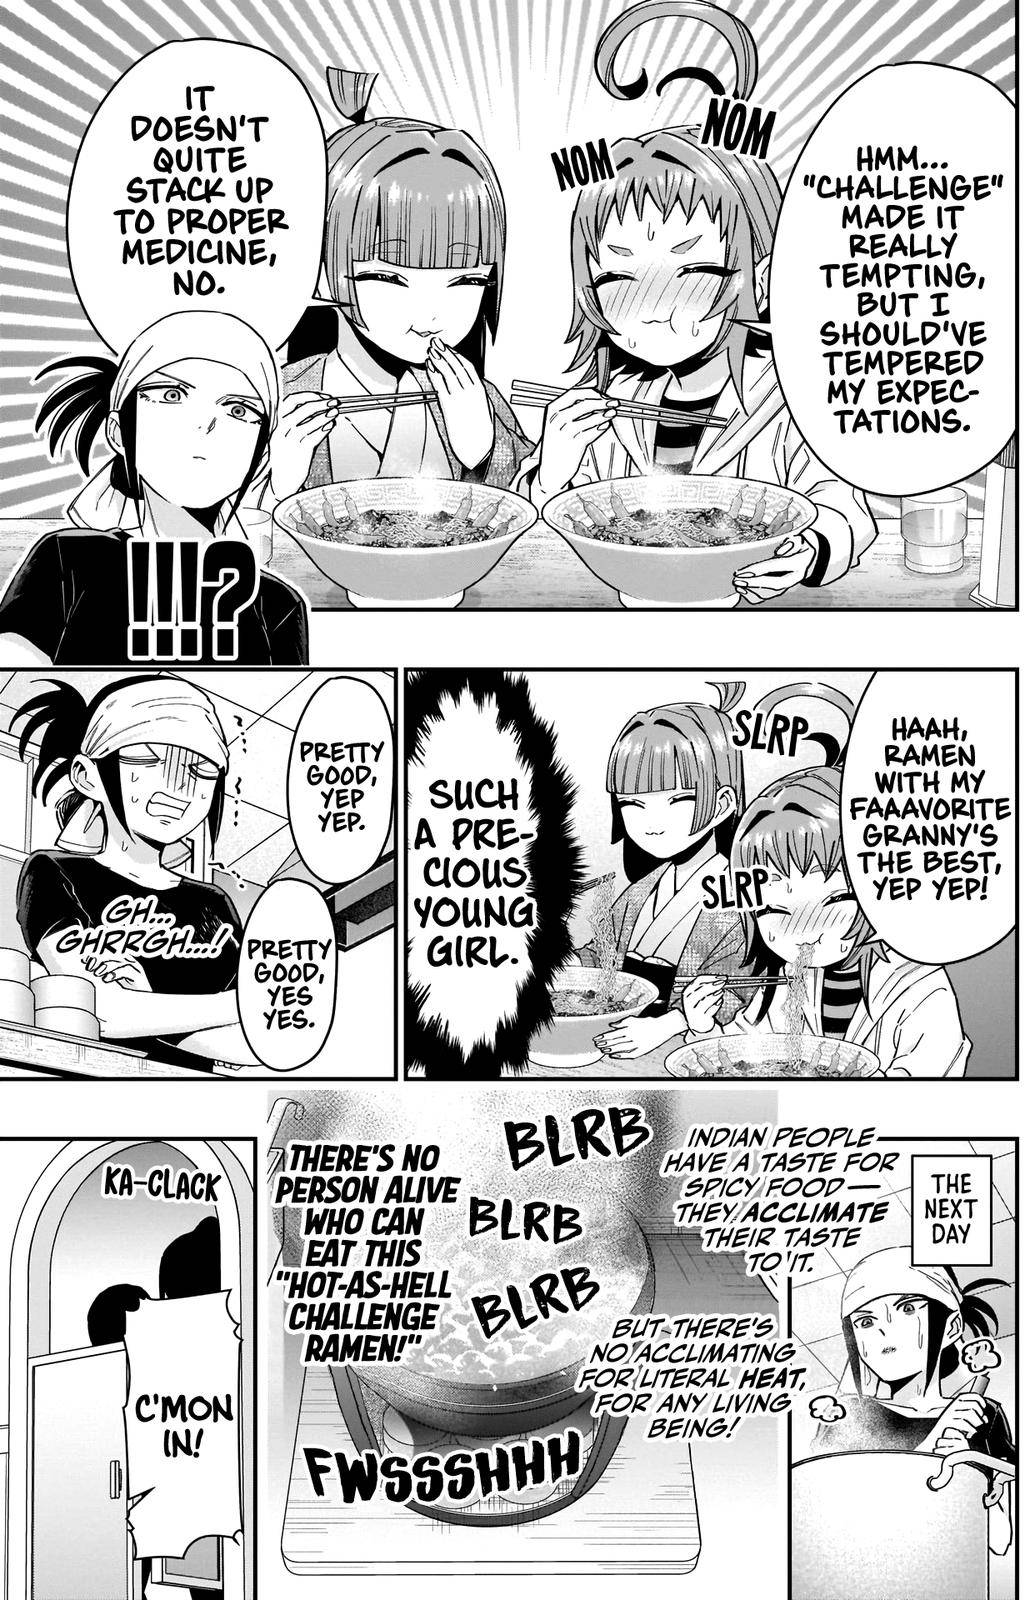 HMM...
"CHALLENGE"
MADE IT
REALLY
TEMPTING,
BUT I
SHOULD'VE
TEMPERED
MY EXPEC-
TATIONS.
NOM
NOM
IT
DOESN'T
QUITE
STACK UP
TO PROPER
MEDICINE,
NO.
!!!?
HAAH,
RAMEN
WITH MY
FAAAVORITE
GRANNY'S
THE BEST,
YEP YEP!
SLRP
SLRP
SUCH
A PRE-
CIOUS
YOUNG
GIRL.
PRETTY
GOOD,
YEP
YEP.
PRETTY
GOOD,
YES
YES.
GH...
GHRRGH...!
THE
NEXT
DAY
INDIAN PEOPLE
HAVE A TASTE FOR
SPICY FOOD—
THEY ACCLIMATE
THEIR TASTE
TO IT.
BUT THERE'S
NO ACCLIMATING
FOR LITERAL HEAT,
FOR ANY LIVING
BEING!
BLRB
BLRB
BLRB
FWSSSHHH
THERE'S NO
PERSON ALIVE
WHO CAN
EAT THIS
"HOT-AS-HELL
CHALLENGE
RAMEN!"
KA-CLACK
C'MON
IN!